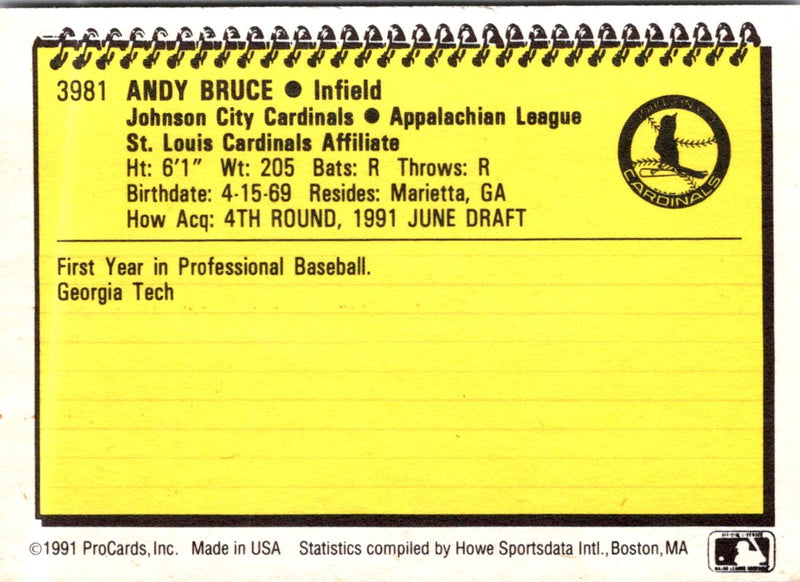 3981 ANDY BRUCE ● Infield
Johnson City Cardinals ● Appalachian League
St. Louis Cardinals Affiliate
Ht: 6'1" Wt: 205 Bats: R Throws: R
Birthdate: 4-15-69 Resides: Marietta, GA
How Acq: 4TH ROUND, 1991 JUNE DRAFT
JOHNSON CITY
CARDINALS
First Year in Professional Baseball.
Georgia Tech
©1991 ProCards, Inc. Made in USA Statistics compiled by Howe Sportsdata Intl., Boston, MA